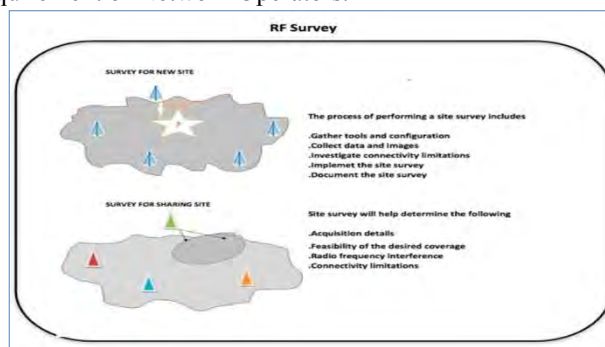 RF Survey
SURVEY FOR NEW SITE
The process of performing a site survey includes
.Gather tools and configuration
.Collect data and images
.Investigate connectivity limitations
.Implemet the site survey
.Document the site survey
SURVEY FOR SHARING SITE
Site survey will help determine the following
.Acquisition details
.Feasibility of the desired coverage
.Radio frequency interference
.Connectivity limitations